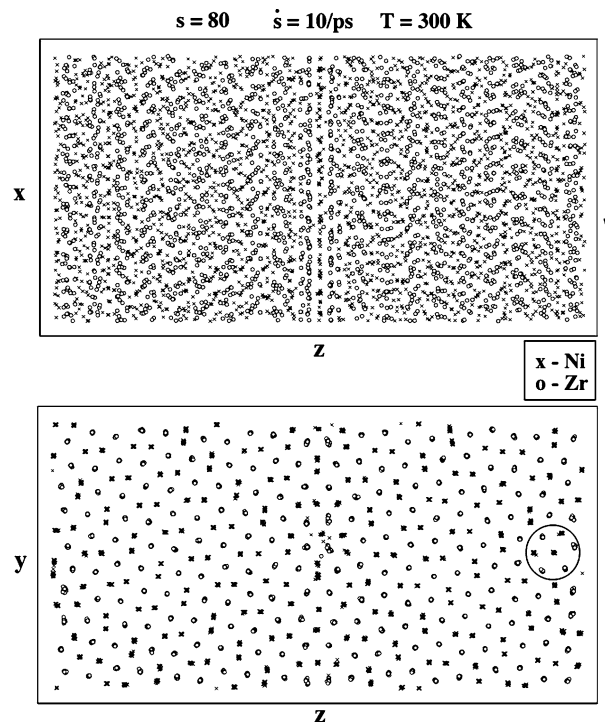 s = 80 ṡ = 10/ps T = 300 K
x
z
x - Ni
o - Zr
y
z